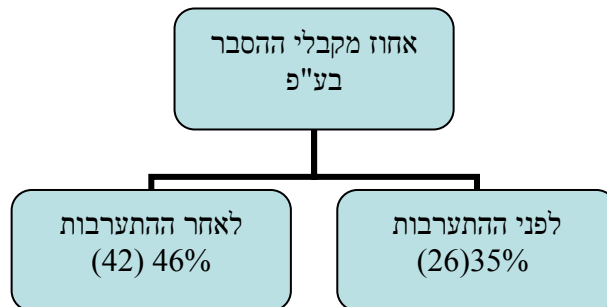 אחוז מקבלי ההסבר
בע"פ
לפני ההתערבות
35%(26)
לאחר ההתערבות
46% (42)